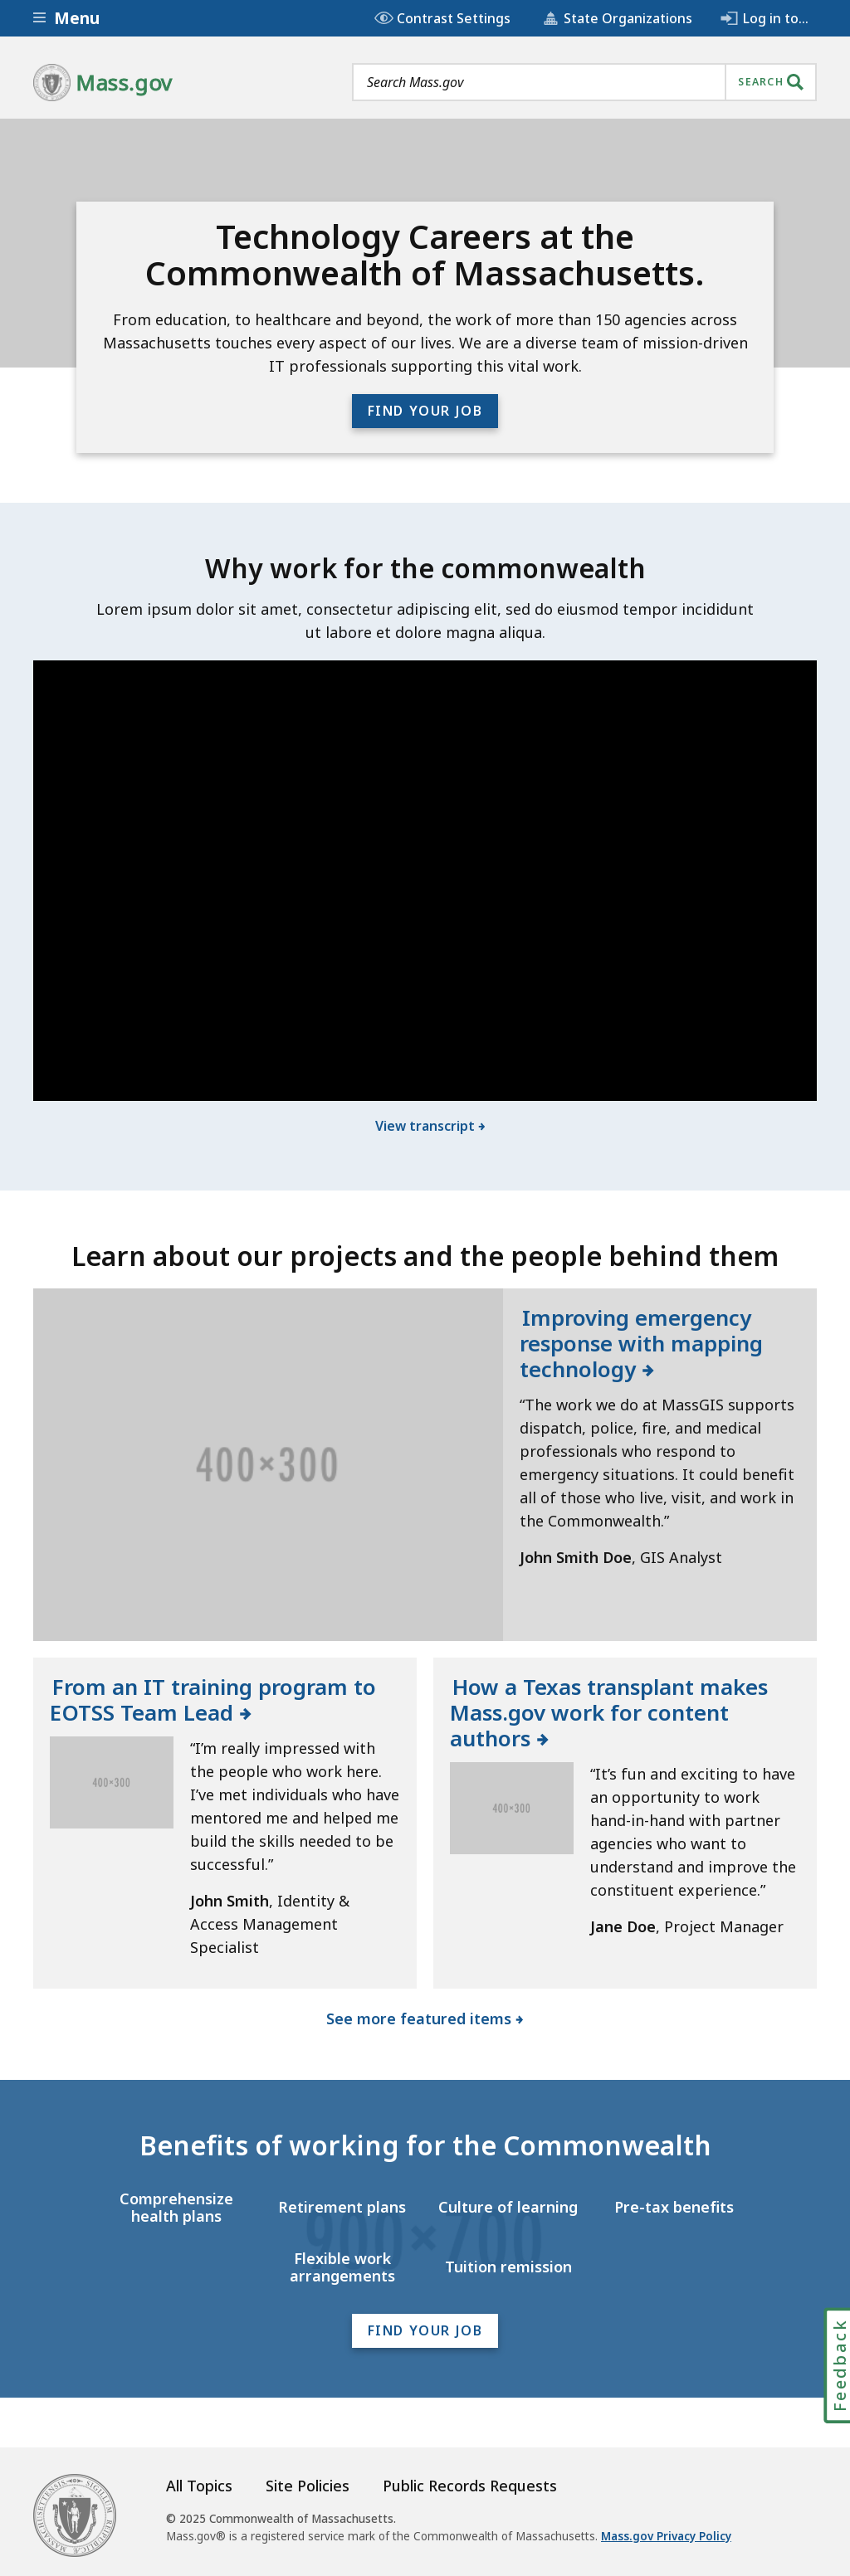 Menu
Contrast Settings
State Organizations
Log in to...
Mass.gov
Search Mass.gov
SEARCH
Technology Careers at the
Commonwealth of Massachusetts.
From education, to healthcare and beyond, the work of more than 150 agencies across
Massachusetts touches every aspect of our lives. We are a diverse team of mission-driven
IT professionals supporting this vital work.
FIND YOUR JOB
Why work for the commonwealth
Lorem ipsum dolor sit amet, consectetur adipiscing elit, sed do eiusmod tempor incididunt
ut labore et dolore magna aliqua.
View transcript
Learn about our projects and the people behind them
400×300
Improving emergency
response with mapping
technology
“The work we do at MassGIS supports
dispatch, police, fire, and medical
professionals who respond to
emergency situations. It could benefit
all of those who live, visit, and work in
the Commonwealth.”
John Smith Doe, GIS Analyst
From an IT training program to
EOTSS Team Lead
400×300
“I’m really impressed with
the people who work here.
I’ve met individuals who have
mentored me and helped me
build the skills needed to be
successful.”
John Smith, Identity &
Access Management
Specialist
How a Texas transplant makes
Mass.gov work for content
authors
400×300
“It’s fun and exciting to have
an opportunity to work
hand-in-hand with partner
agencies who want to
understand and improve the
constituent experience.”
Jane Doe, Project Manager
See more featured items
Benefits of working for the Commonwealth
Comprehensize
health plans
Retirement plans
Culture of learning
Pre-tax benefits
900×700
Flexible work
arrangements
Tuition remission
FIND YOUR JOB
Feedback
All Topics
Site Policies
Public Records Requests
© 2025 Commonwealth of Massachusetts.
Mass.gov® is a registered service mark of the Commonwealth of Massachusetts. Mass.gov Privacy Policy